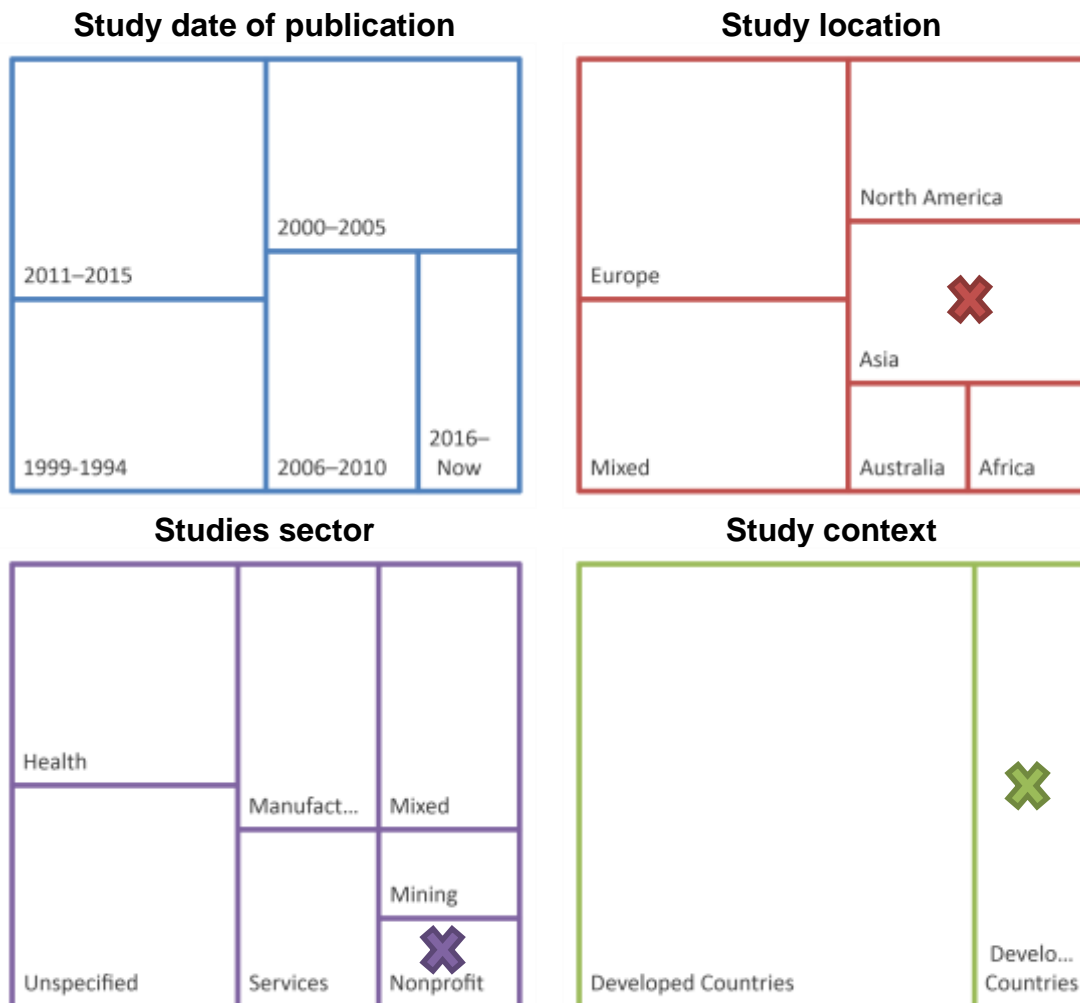 Study date of publication
2011–2015
2000–2005
1999-1994
2006–2010
2016–
Now
Study location
Europe
North America
Asia
Mixed
Australia
Africa
Studies sector
Health
Manufact...
Mixed
Mining
Unspecified
Services
Nonprofit
Study context
Developed Countries
Develo...
Countries